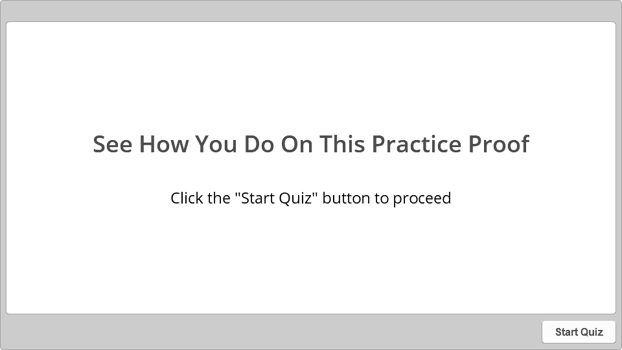 See How You Do On This Practice Proof
Click the "Start Quiz" button to proceed
Start Quiz